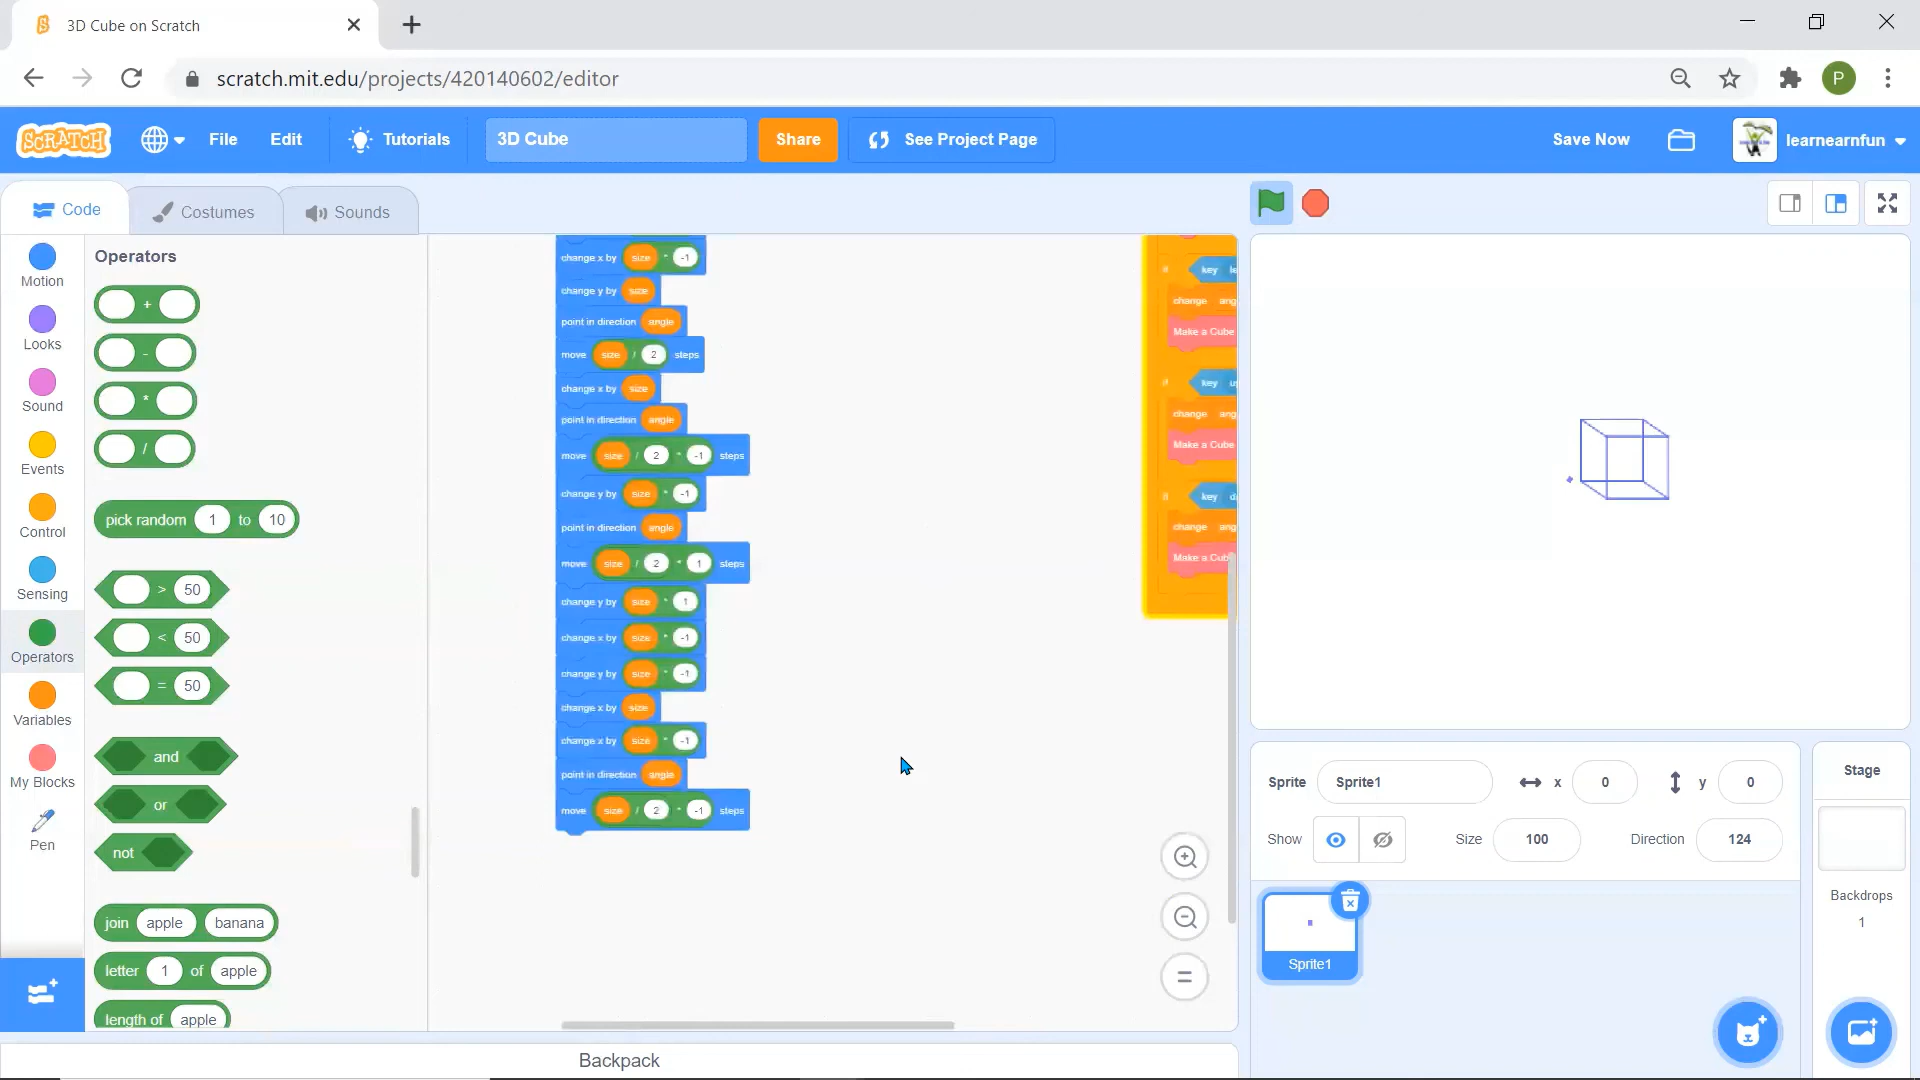 3D Cube on Scratch
scratch.mit.edu/projects/420140602/editor
P
SCRATCH
File
Edit
Tutorials
3D Cube
Share
See Project Page
Save Now
learnearnfun
Code
Costumes
Sounds
Motion
Looks
Sound
Events
Control
Sensing
Operators
Variables
My Blocks
Pen
Operators
+
-
*
/
pick random 1 to 10
> 50
< 50
= 50
and
or
not
join apple banana
letter 1 of apple
length of apple
change x by size * -1
change y by size
point in direction angle
move size / 2 steps
change x by size
point in direction angle
move size / 2 * -1 steps
change y by size * -1
point in direction angle
move size / 2 * 1 steps
change y by size * 1
change x by size * -1
change y by size * -1
change x by size
change x by size * -1
point in direction angle
move size / 2 * -1 steps
key
change
Make a Cube
key
change
Make a Cube
key
change
Make a Cub
Sprite Sprite1
x 0
y 0
Show
Size 100
Direction 124
Sprite1
Stage
Backdrops
1
Backpack